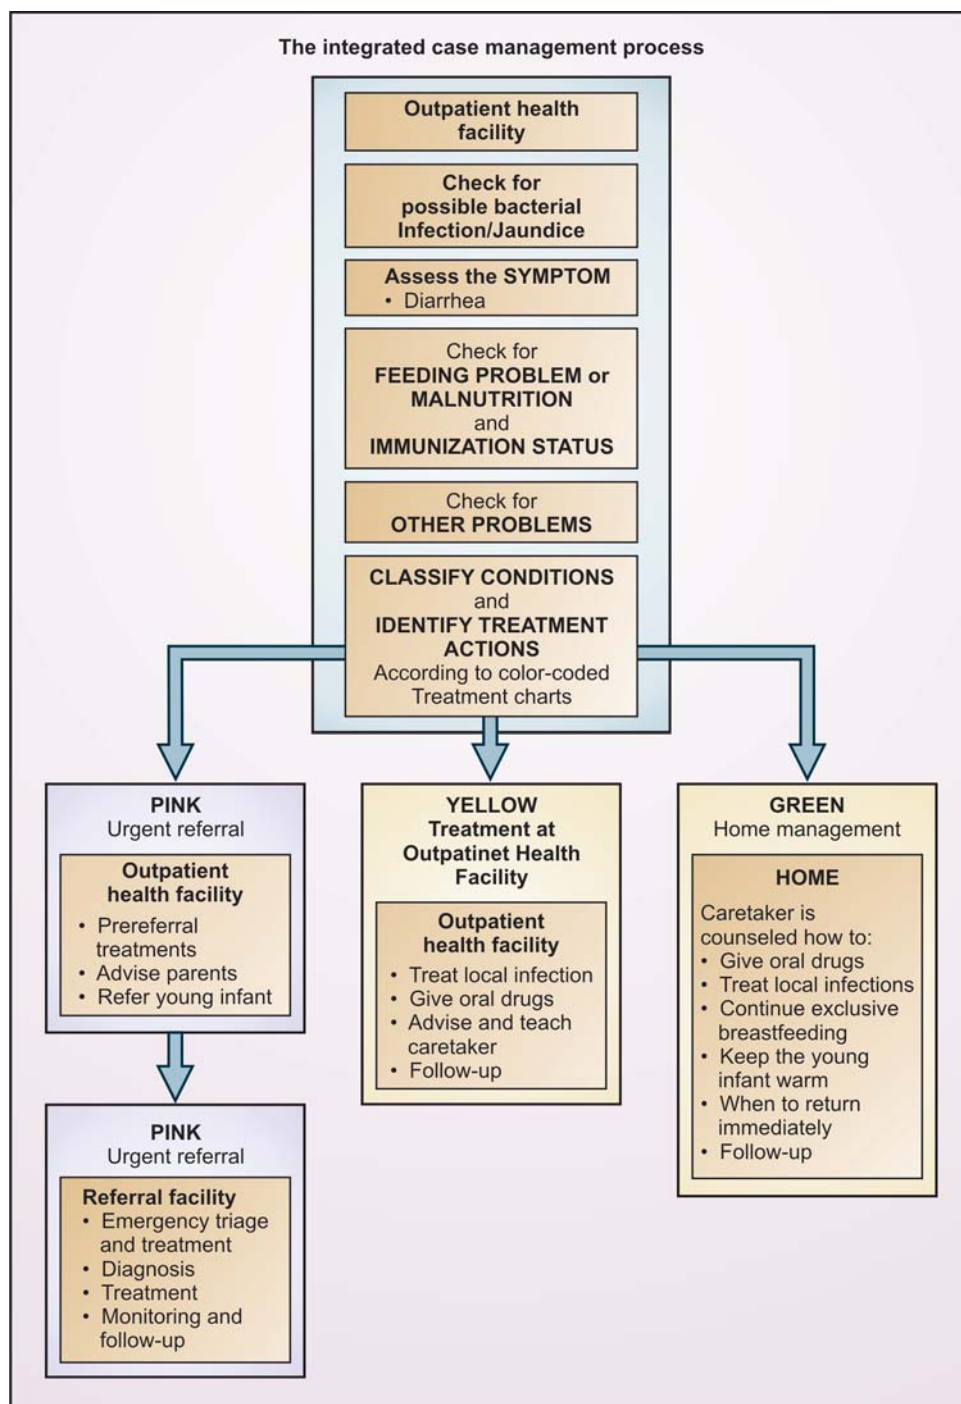 The integrated case management process
Outpatient health
facility
Check for
possible bacterial
Infection/Jaundice
Assess the SYMPTOM
• Diarrhea
Check for
FEEDING PROBLEM or
MALNUTRITION
and
IMMUNIZATION STATUS
Check for
OTHER PROBLEMS
CLASSIFY CONDITIONS
and
IDENTIFY TREATMENT
ACTIONS
According to color-coded
Treatment charts
PINK
Urgent referral
Outpatient
health facility
• Prereferral
treatments
• Advise parents
• Refer young infant
PINK
Urgent referral
Referral facility
• Emergency triage
and treatment
• Diagnosis
• Treatment
• Monitoring and
follow-up
YELLOW
Treatment at
Outpatinet Health
Facility
Outpatient
health facility
• Treat local infection
• Give oral drugs
• Advise and teach
caretaker
• Follow-up
GREEN
Home management
HOME
Caretaker is
counseled how to:
• Give oral drugs
• Treat local infections
• Continue exclusive
breastfeeding
• Keep the young
infant warm
• When to return
immediately
• Follow-up